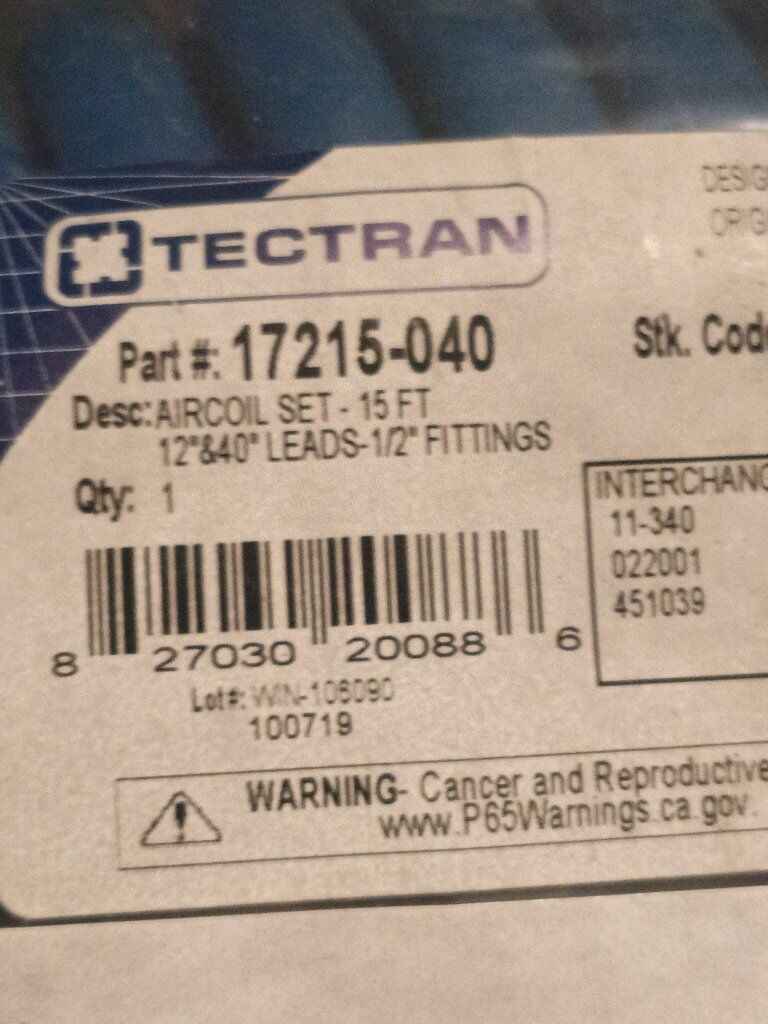 TECTRAN
DESIG
ORIG
Part #: 17215-040
Stk. Code
Desc: AIRCOIL SET - 15 FT
12"&40" LEADS-1/2" FITTINGS
Qty: 1
INTERCHANG
11-340
022001
451039
8 27030 20088 6
Lot#: WIN-106090
100719
WARNING- Cancer and Reproductive
www.P65Warnings.ca.gov.